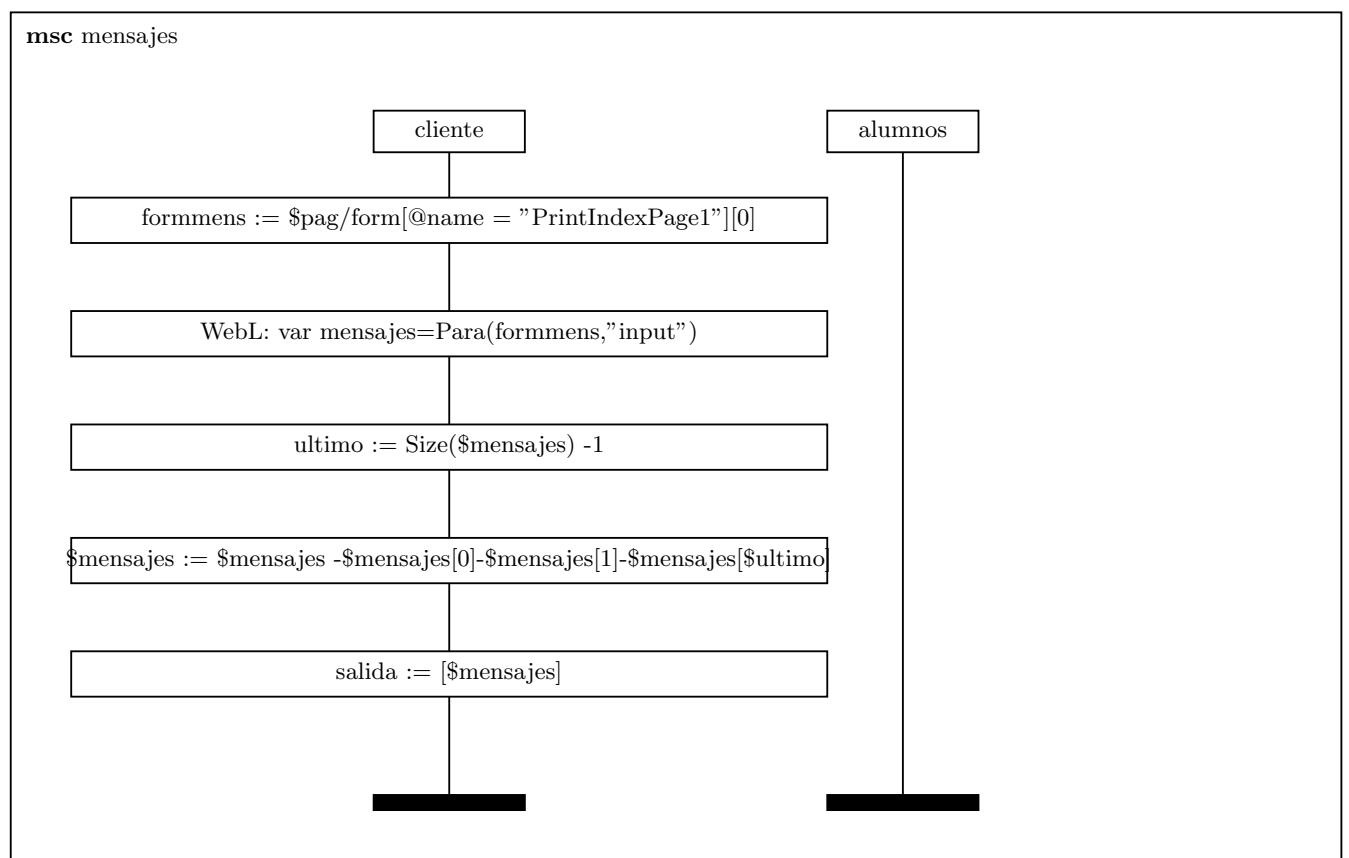 msc mensajes
cliente
alumnos
formmens := $pag/form[@name = ”PrintIndexPage1”][0]
WebL: var mensajes=Para(formmens,”input”)
ultimo := Size($mensajes) -1
$mensajes := $mensajes -$mensajes[0]-$mensajes[1]-$mensajes[$ultimo]
salida := [$mensajes]